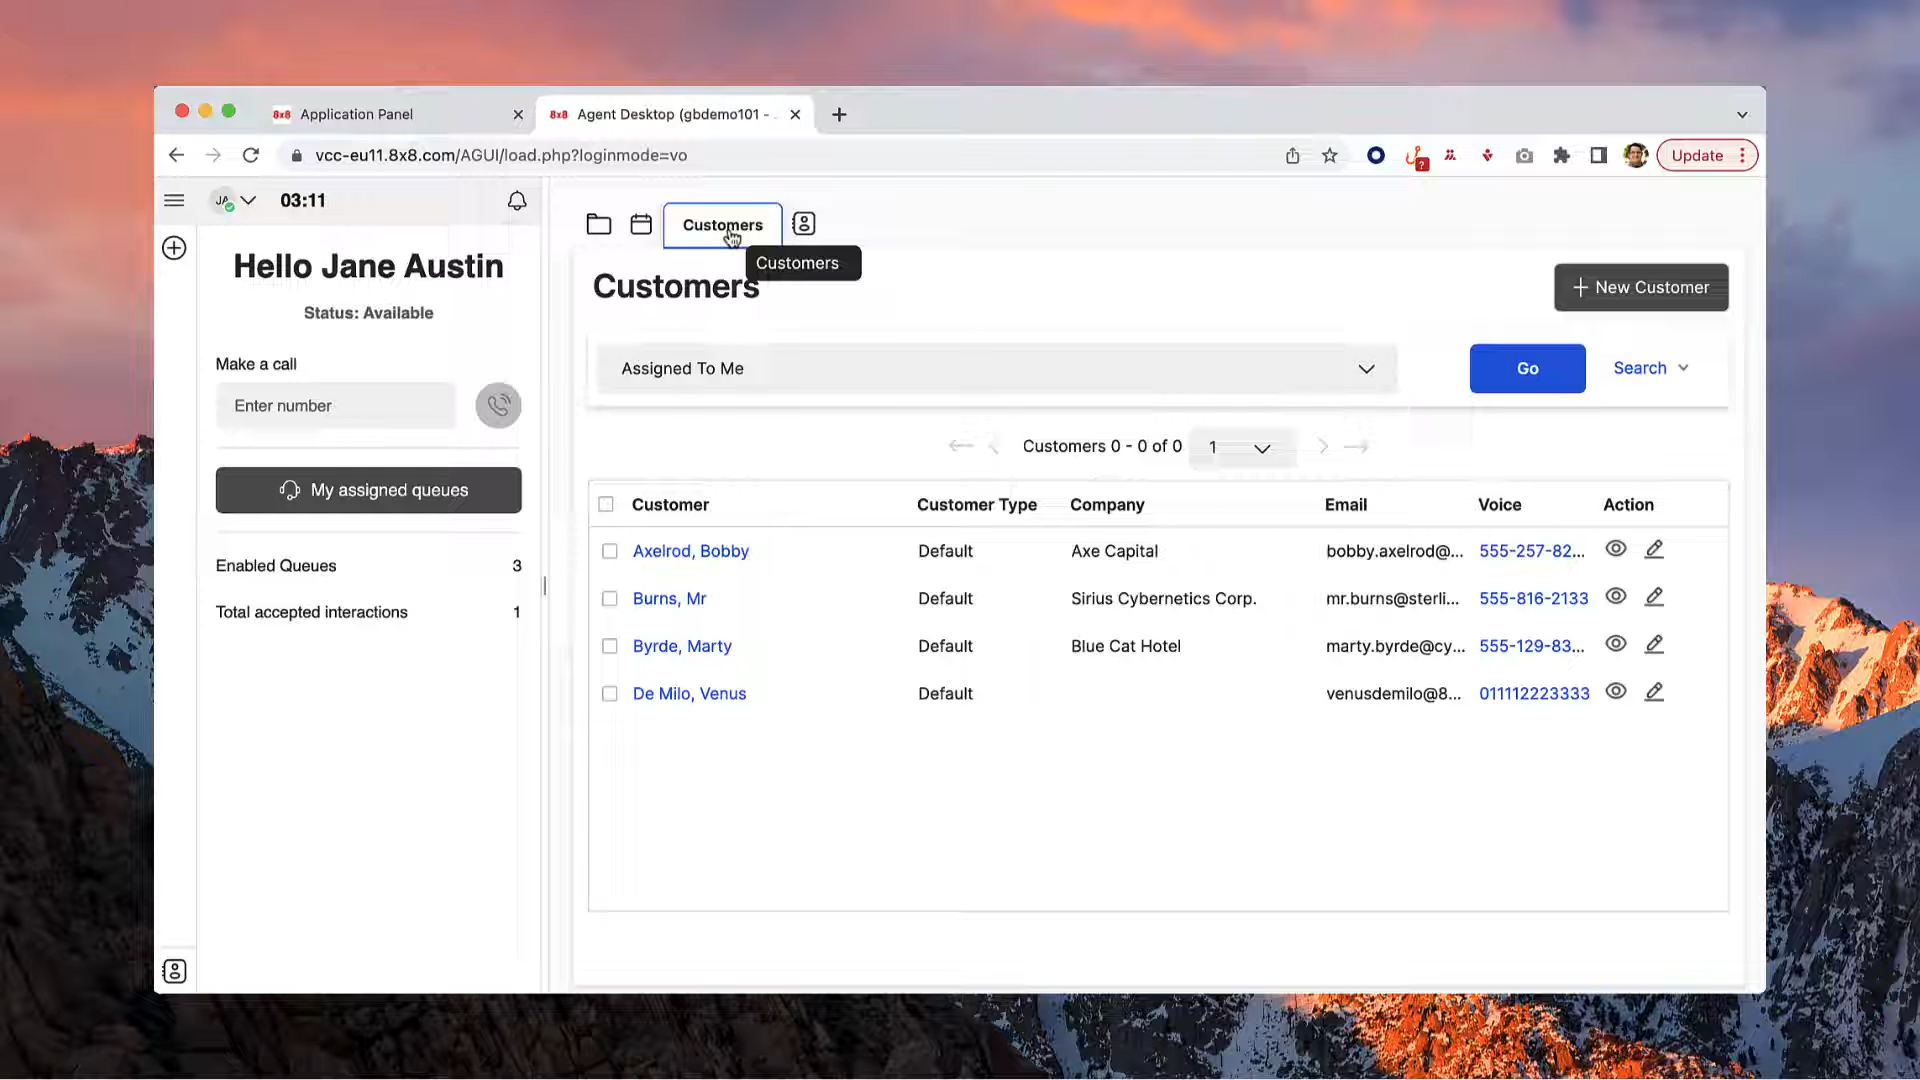 8x8 Application Panel
8x8 Agent Desktop (gbdemo101 -
vcc-eu11.8x8.com/AGUI/load.php?loginmode=vo
?
Update
JA
03:11
Customers
Customers
Hello Jane Austin
Status: Available
Make a call
Enter number
My assigned queues
Enabled Queues 3
Total accepted interactions 1
Customers
+ New Customer
Assigned To Me
Go
Search
Customers 0 - 0 of 0
1
Customer Customer Type Company Email Voice Action
Axelrod, Bobby Default Axe Capital bobby.axelrod@... 555-257-82...
Burns, Mr Default Sirius Cybernetics Corp. mr.burns@sterli... 555-816-2133
Byrde, Marty Default Blue Cat Hotel marty.byrde@cy... 555-129-83...
De Milo, Venus Default venusdemilo@8... 011112223333